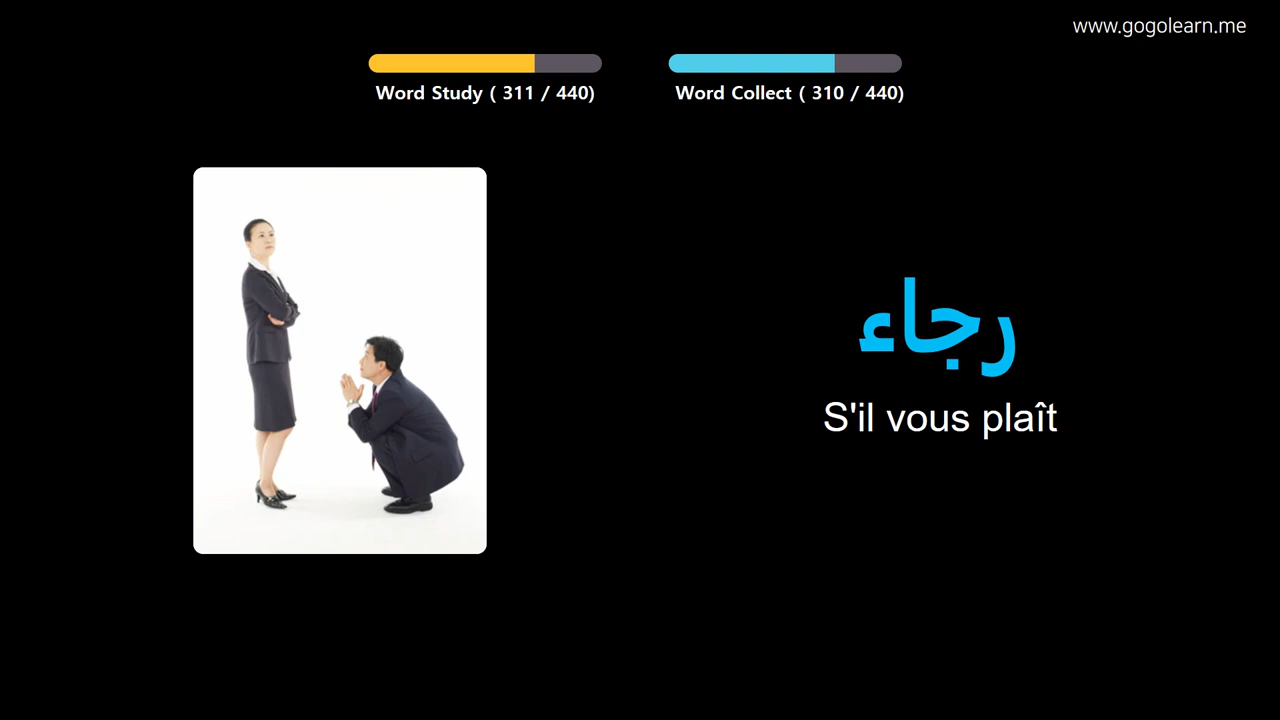 www.gogolearn.me
Word Study ( 311 / 440)
Word Collect ( 310 / 440)
رجاء
S'il vous plaît